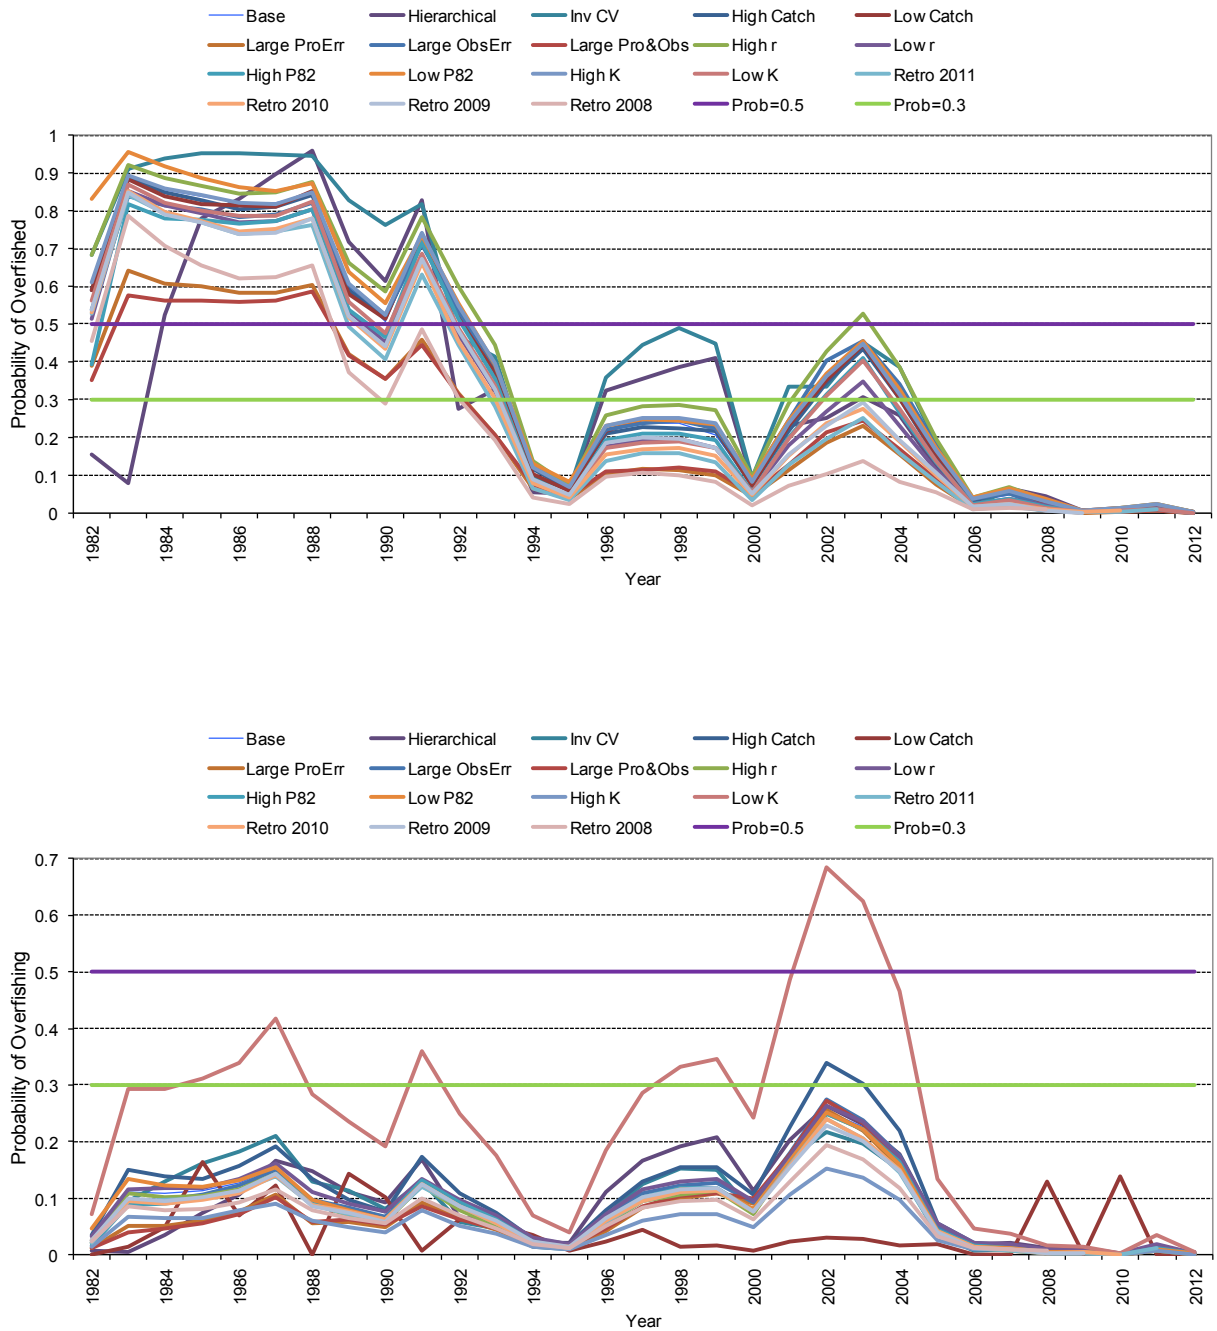 Base Hierarchical Inv CV High Catch Low Catch
Large ProErr Large ObsErr Large Pro&Obs High r Low r
High P82 Low P82 High K Low K Retro 2011
Retro 2010 Retro 2009 Retro 2008 Prob=0.5 Prob=0.3
1
0.9
0.8
0.7
0.6
0.5
0.4
0.3
0.2
0.1
0
Probability of Overfished
1982 1984 1986 1988 1990 1992 1994 1996 1998 2000 2002 2004 2006 2008 2010 2012
Year
Base Hierarchical Inv CV High Catch Low Catch
Large ProErr Large ObsErr Large Pro&Obs High r Low r
High P82 Low P82 High K Low K Retro 2011
Retro 2010 Retro 2009 Retro 2008 Prob=0.5 Prob=0.3
0.7
0.6
0.5
0.4
0.3
0.2
0.1
0
Probability of Overfishing
1982 1984 1986 1988 1990 1992 1994 1996 1998 2000 2002 2004 2006 2008 2010 2012
Year